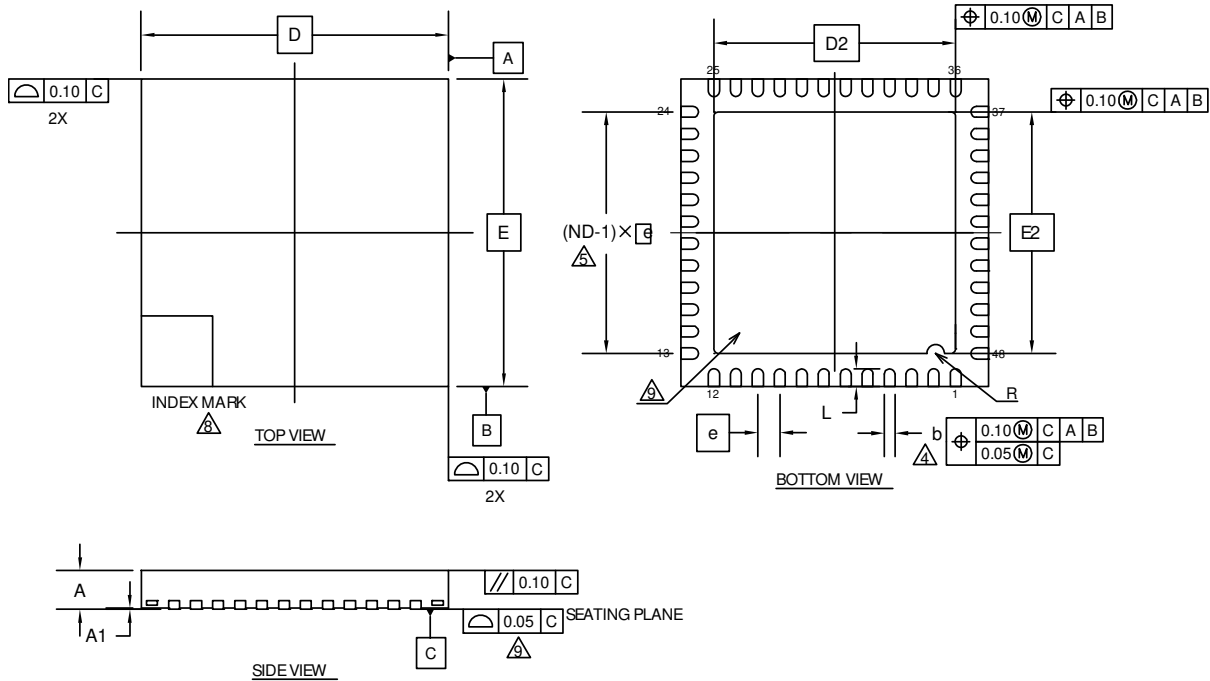 D
A
⌓ 0.10 C
2X
E
INDEX MARK
8
TOP VIEW
B
⌓ 0.10 C
2X
⌖ 0.10 Ⓜ C A B
D2
25
36
⌖ 0.10 Ⓜ C A B
24
37
(ND-1)× e
5
E2
13
48
9
12
1
R
L
e
b
4
⌖ 0.10 Ⓜ C A B
0.05 Ⓜ C
BOTTOM VIEW
A
// 0.10 C
A1
⌓ 0.05 C SEATING PLANE
9
C
SIDE VIEW